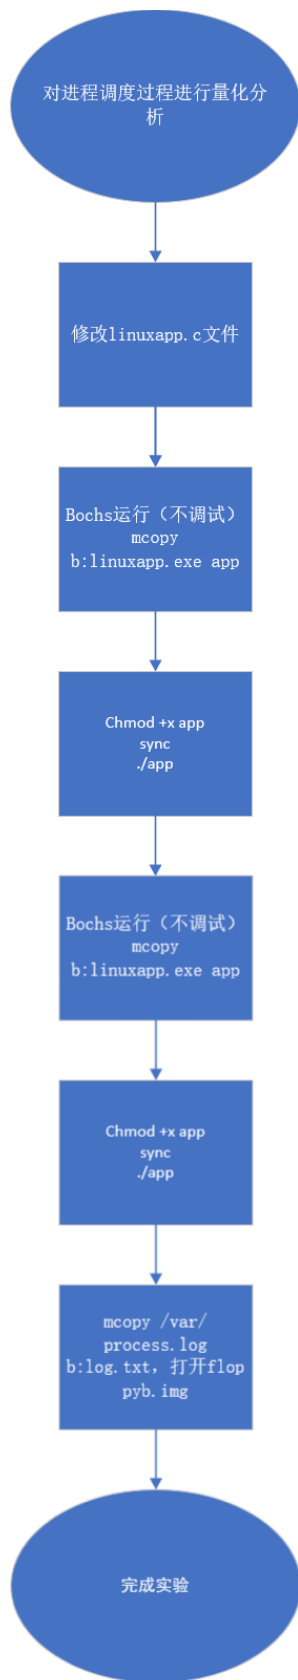 对进程调度过程进行量化分
析
修改linuxapp.c文件
Bochs运行（不调试）
mcopy
b:linuxapp.exe app
Chmod +x app
sync
./app
Bochs运行（不调试）
mcopy
b:linuxapp.exe app
Chmod +x app
sync
./app
mcopy /var/
process.log
b:log.txt，打开flop
pyb.img
完成实验